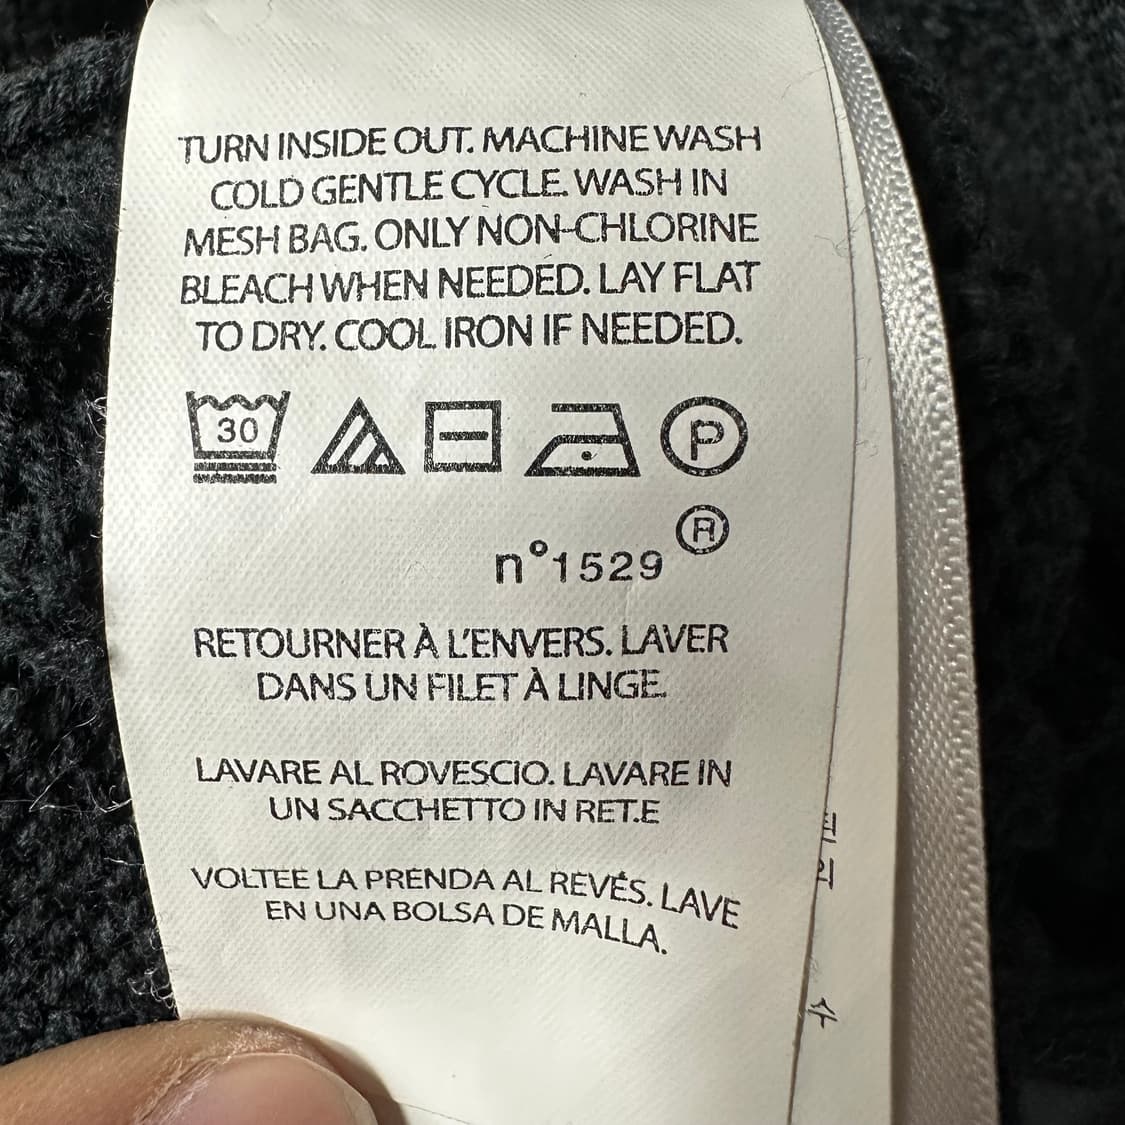 TURN INSIDE OUT. MACHINE WASH
COLD GENTLE CYCLE. WASH IN
MESH BAG. ONLY NON-CHLORINE
BLEACH WHEN NEEDED. LAY FLAT
TO DRY. COOL IRON IF NEEDED.
30
P
®
n°1529
RETOURNER À L'ENVERS. LAVER
DANS UN FILET À LINGE.
LAVARE AL ROVESCIO. LAVARE IN
UN SACCHETTO IN RET.E
VOLTEE LA PRENDA AL REVÉS. LAVE
EN UNA BOLSA DE MALLA.